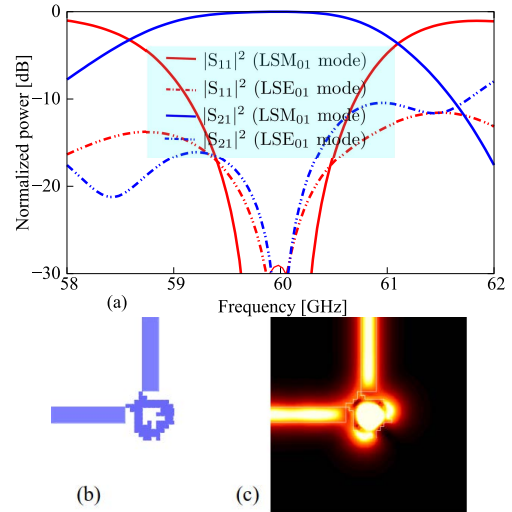 0
−10
−20
−30
Normalized power [dB]
|S₁₁|² (LSM₀₁ mode)
|S₁₁|² (LSE₀₁ mode)
|S₂₁|² (LSM₀₁ mode)
|S₂₁|² (LSE₀₁ mode)
58 59 60 61 62
(a) Frequency [GHz]
(b) (c)